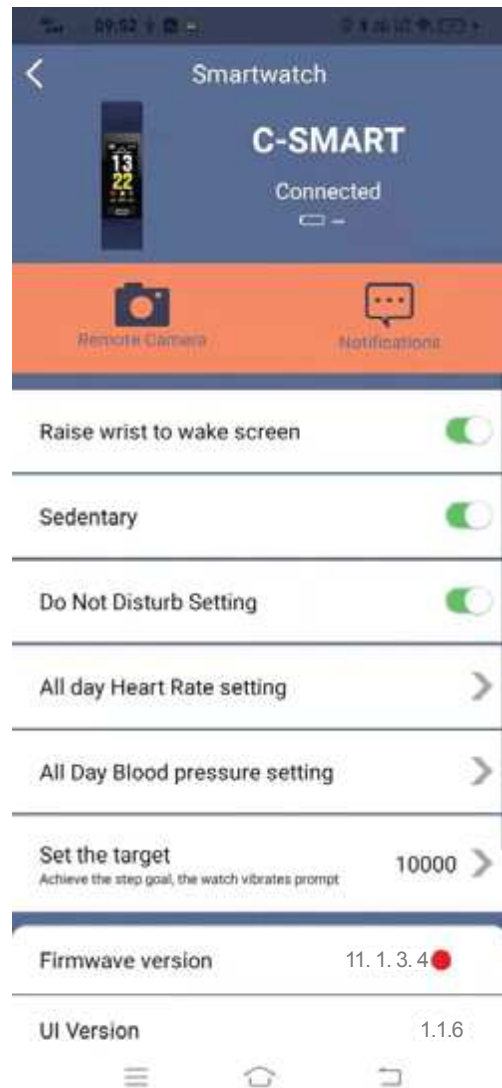 09:52
Smartwatch
13
22
C-SMART
Connected
Remote Camera
Notifications
Raise wrist to wake screen
Sedentary
Do Not Disturb Setting
All day Heart Rate setting
All Day Blood pressure setting
Set the target
10000
Achieve the step goal, the watch vibrates prompt
Firmwave version
11. 1. 3. 4
UI Version
1.1.6